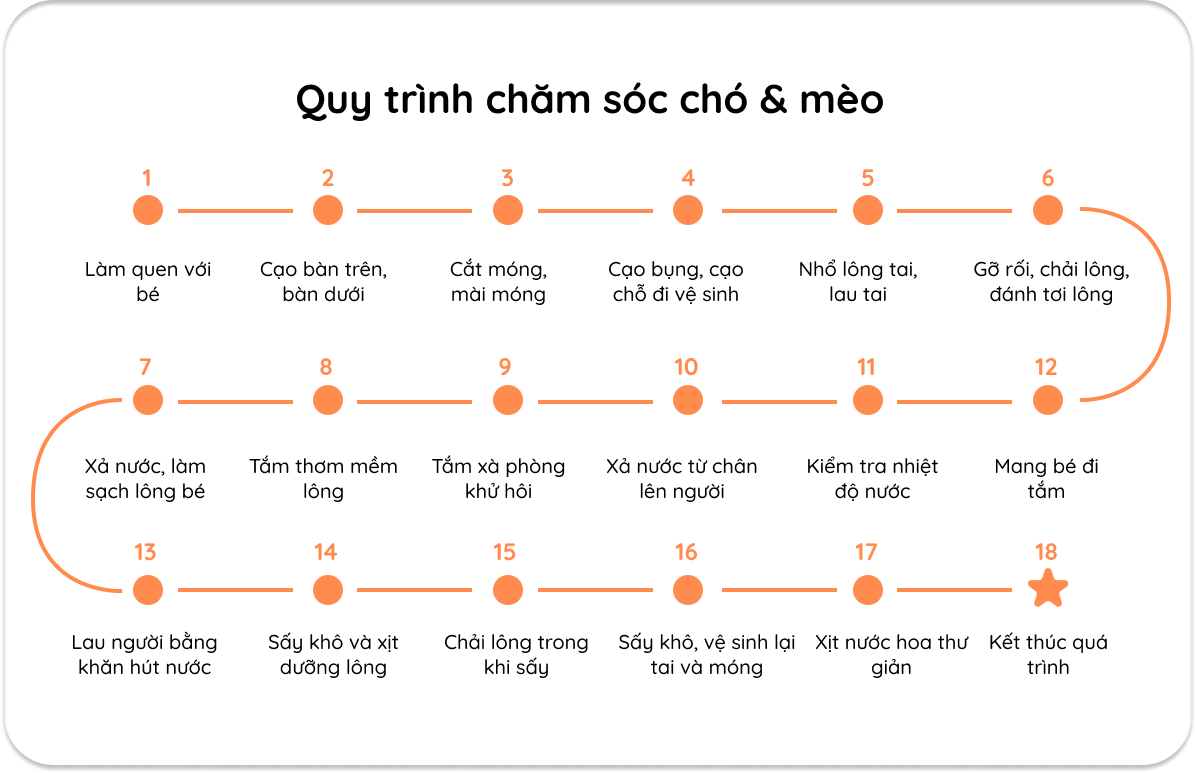 Quy trình chăm sóc chó & mèo
1
Làm quen với
bé
2
Cạo bàn trên,
bàn dưới
3
Cắt móng,
mài móng
4
Cạo bụng, cạo
chỗ đi vệ sinh
5
Nhổ lông tai,
lau tai
6
Gỡ rối, chải lông,
đánh tơi lông
7
Xả nước, làm
sạch lông bé
8
Tắm thơm mềm
lông
9
Tắm xà phòng
khử hôi
10
Xả nước từ chân
lên người
11
Kiểm tra nhiệt
độ nước
12
Mang bé đi
tắm
13
Lau người bằng
khăn hút nước
14
Sấy khô và xịt
dưỡng lông
15
Chải lông trong
khi sấy
16
Sấy khô, vệ sinh lại
tai và móng
17
Xịt nước hoa thư
giản
18
Kết thúc quá
trình